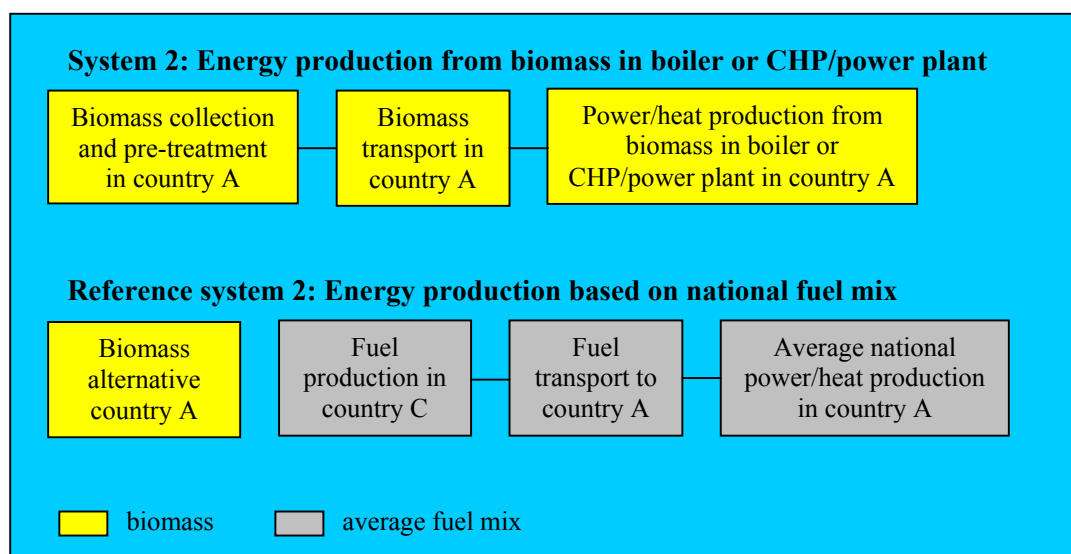 System 2: Energy production from biomass in boiler or CHP/power plant
Biomass collection
and pre-treatment
in country A
Biomass
transport in
country A
Power/heat production from
biomass in boiler or
CHP/power plant in country A
Reference system 2: Energy production based on national fuel mix
Biomass
alternative
country A
Fuel
production in
country C
Fuel
transport to
country A
Average national
power/heat production
in country A
biomass
average fuel mix